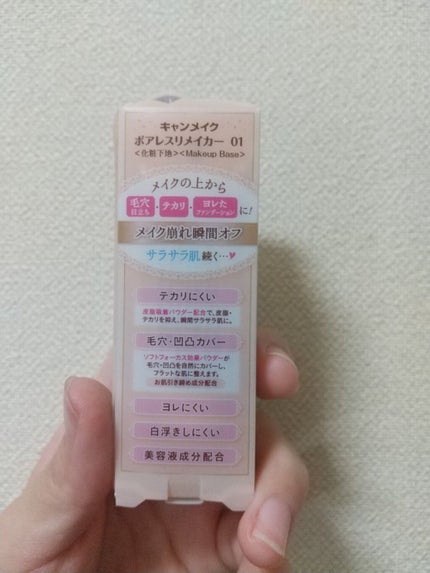 キャンメイク
ポアレスリメイカー 01
<化粧下地><Makeup Base>
メイクの上から
毛穴目立ち・テカリ・ヨレたファンデーションに!
メイク崩れ瞬間オフ
サラサラ肌続く…♥
テカリにくい
皮脂吸着パウダー配合で、皮脂・
テカリを抑え、瞬間サラサラ肌に。
毛穴・凹凸カバー
ソフトフォーカス効果パウダーが
毛穴・凹凸を自然にカバーし、
フラットな肌に整えます。
お肌引き締め成分配合
ヨレにくい
白浮きしにくい
美容液成分配合